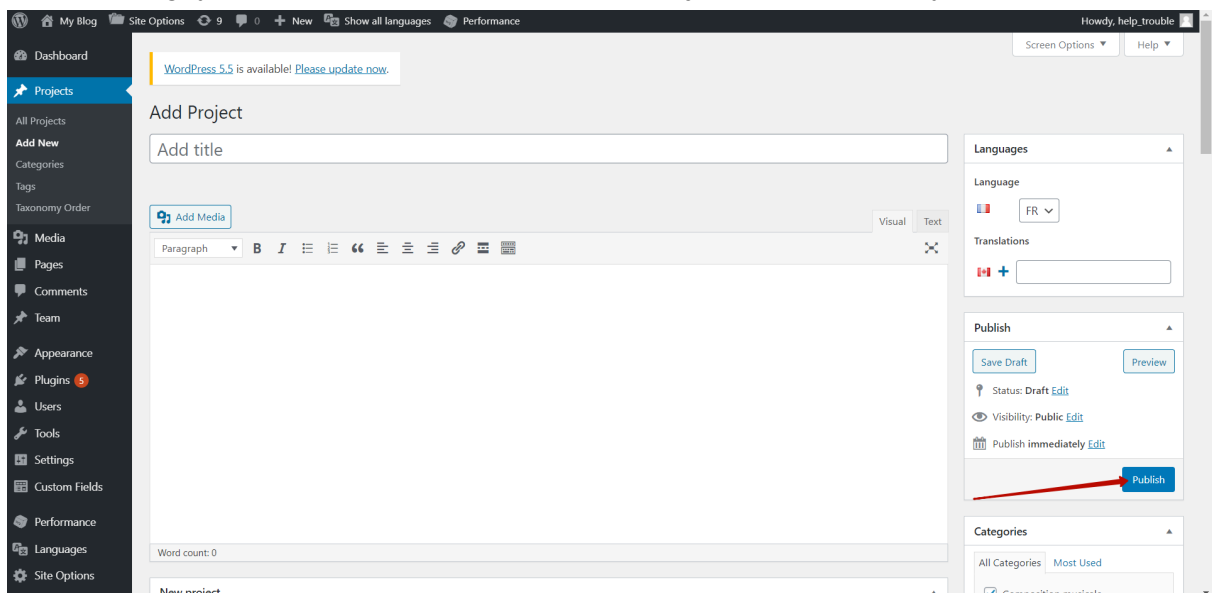 My Blog Site Options 9 0 + New Show all languages Performance Howdy, help_trouble
Screen Options ▼ Help ▼
Dashboard
Projects
All Projects
Add New
Categories
Tags
Taxonomy Order
Media
Pages
Comments
Team
Appearance
Plugins 5
Users
Tools
Settings
Custom Fields
Performance
Languages
Site Options
WordPress 5.5 is available! Please update now.
Add Project
Add title
Add Media
Visual Text
Paragraph ▼ B I
Word count: 0
New project
Languages
Language
FR
Translations
+
Publish
Save Draft Preview
Status: Draft Edit
Visibility: Public Edit
Publish immediately Edit
Publish
Categories
All Categories Most Used
Composition musicale